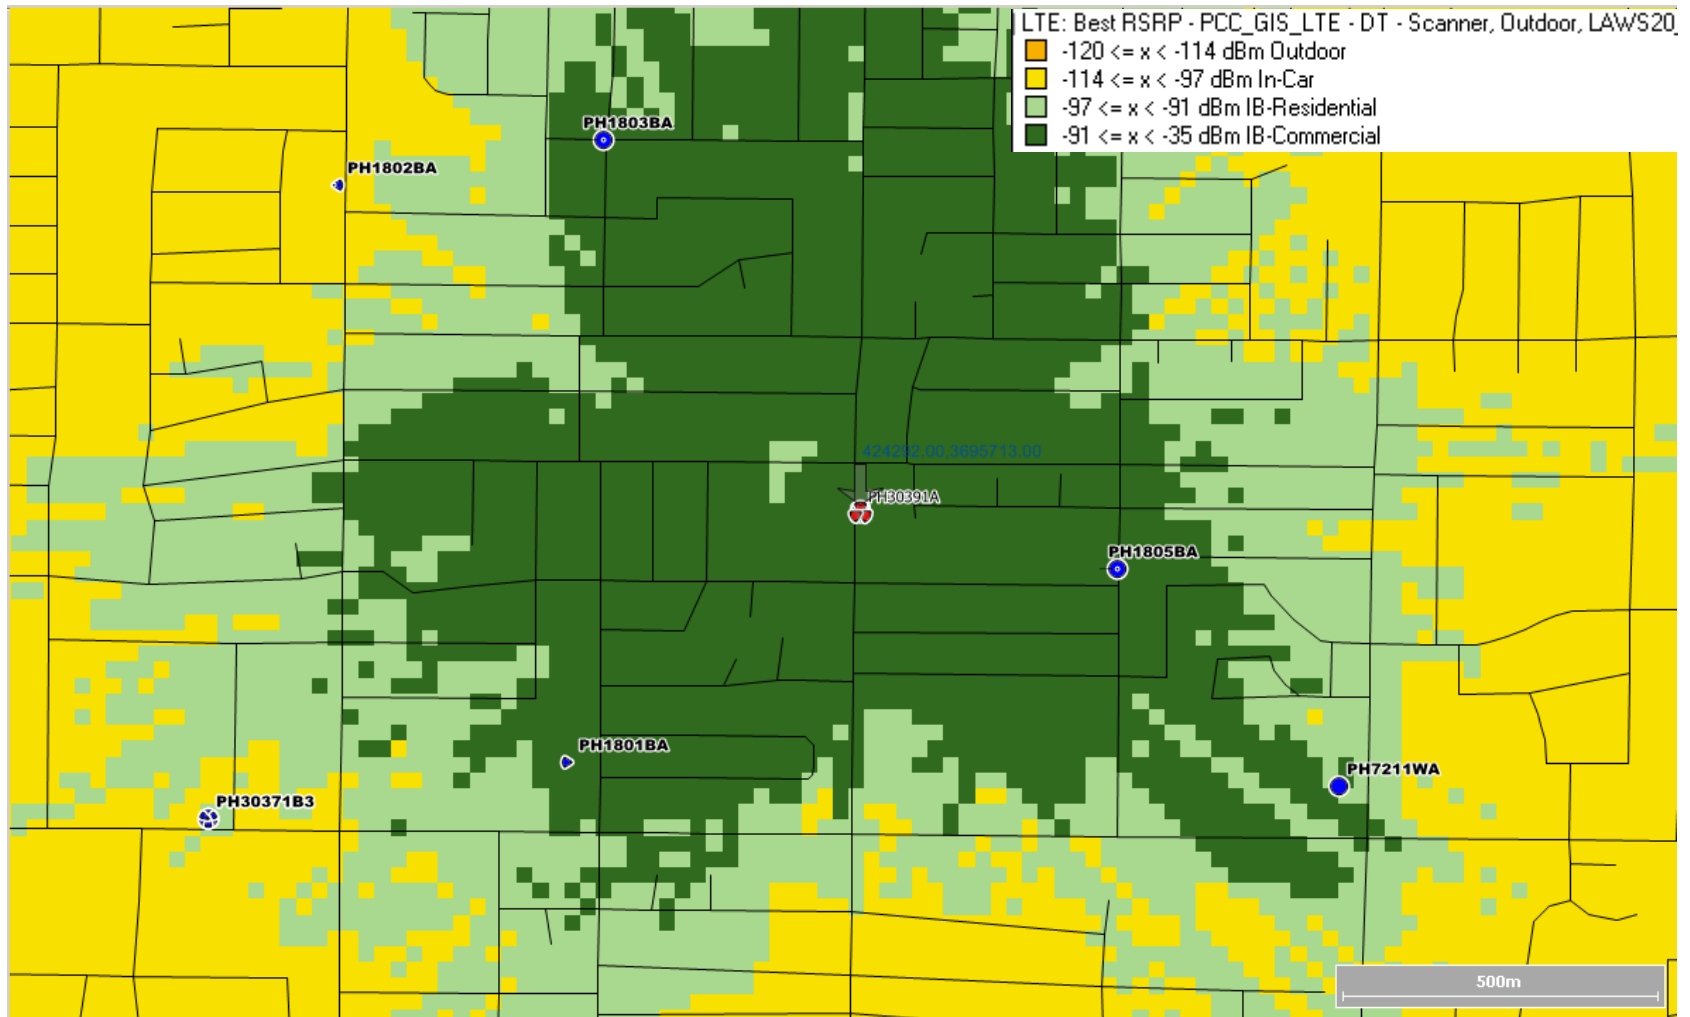 LTE: Best RSRP - PCC_GIS_LTE - DT - Scanner, Outdoor, LAWS20_
-120 <= x < -114 dBm Outdoor
-114 <= x < -97 dBm In-Car
-97 <= x < -91 dBm IB-Residential
-91 <= x < -35 dBm IB-Commercial
PH1803BA
PH1802BA
424292.00,3695713.00
PH30391A
PH1805BA
PH1801BA
PH7211WA
PH30371B3
500m